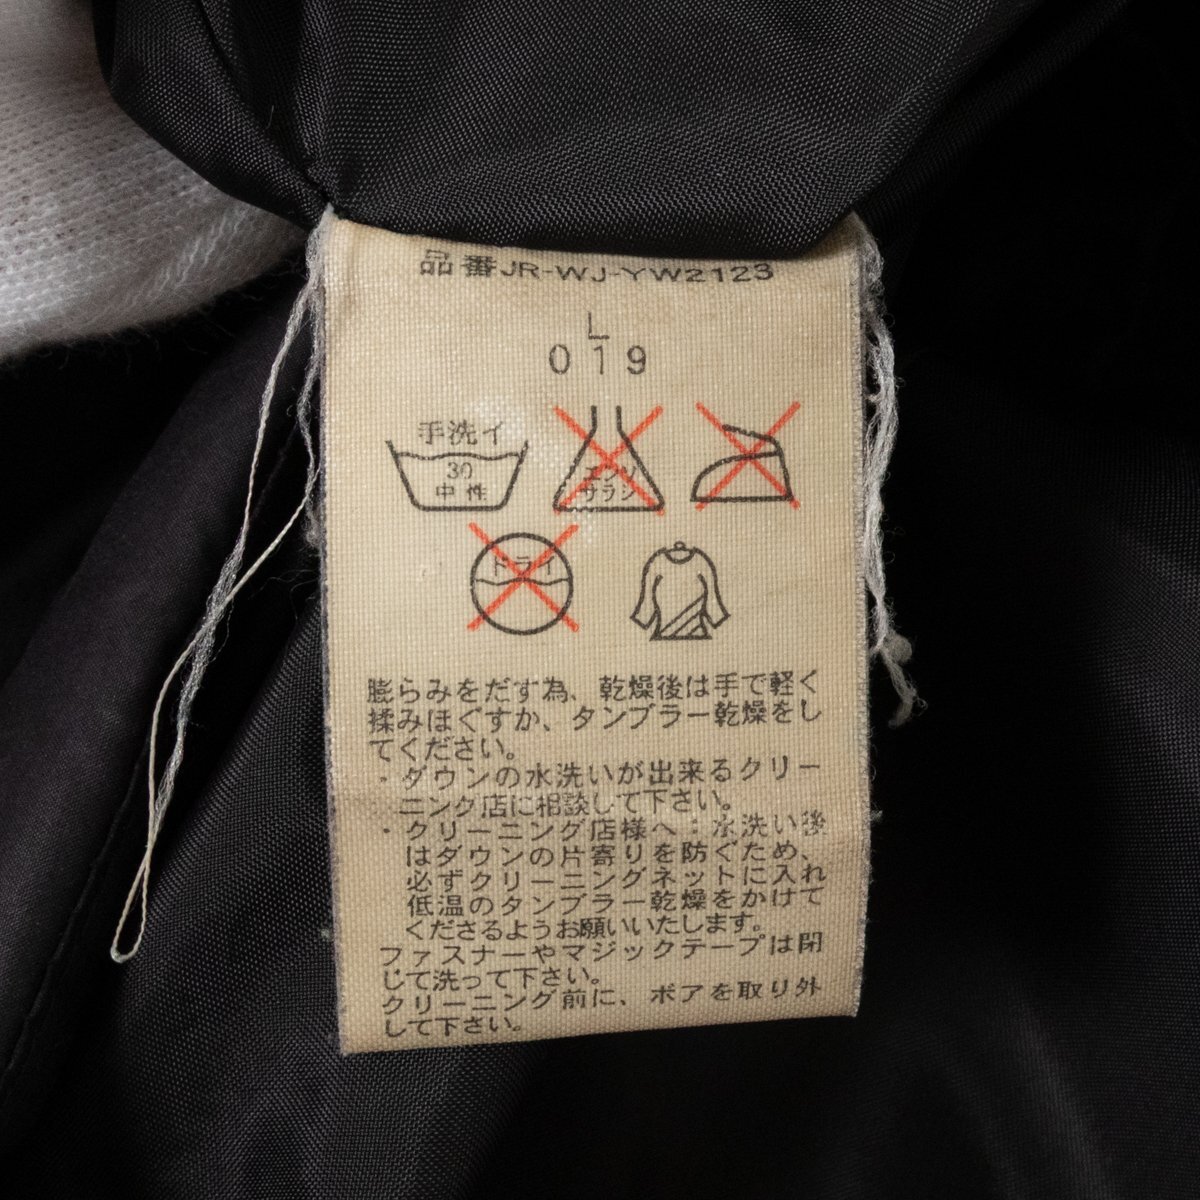 品番JR-WJ-YW2123
L
019
手洗イ
30
中性
エンソ
サラシ
ドライ
膨らみをだす為、乾燥後は手で軽く
揉みほぐすか、タンブラー乾燥をし
てください。
・ダウンの水洗いが出来るクリー
ニング店に相談して下さい。
・クリーニング店様へ：水洗い後
はダウンの片寄りを防ぐため、
必ずクリーニングネットに入れ
低温のタンブラー乾燥をかけて
くださるようお願いいたします。
ファスナーやマジックテープは閉
じて洗って下さい。
クリーニング前に、ボアを取り外
して下さい。